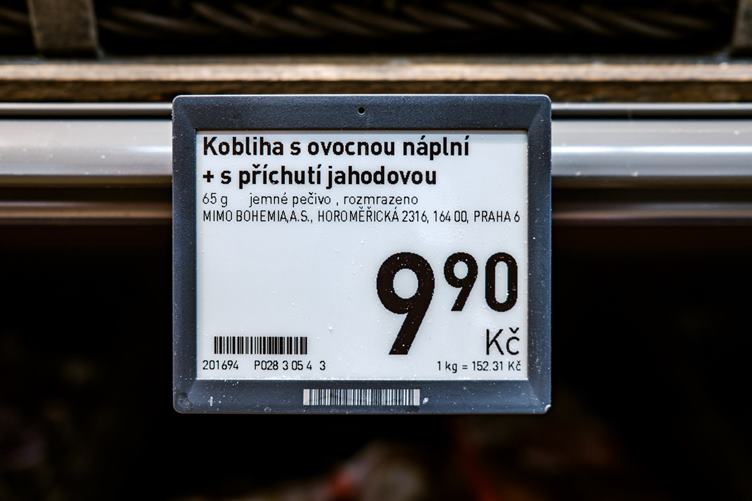 Kobliha s ovocnou náplní
+ s příchutí jahodovou
65 g jemné pečivo , rozmrazeno
MIMO BOHEMIA,A.S., HOROMĚŘICKÁ 2316, 164 00, PRAHA 6
9 90
Kč
201694 P028 3 05 4 3
1 kg = 152.31 Kč